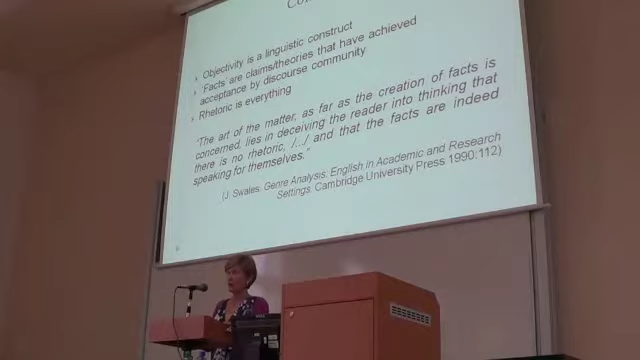 Objectivity is a linguistic construct
'Facts' are claims/theories that have achieved
acceptance by discourse community
Rhetoric is everything
"The art of the matter, as far as the creation of facts is
concerned, lies in deceiving the reader into thinking that
there is no rhetoric, /.../ and that the facts are indeed
speaking for themselves."
(J. Swales. Genre Analysis. English in Academic and Research
Settings. Cambridge University Press 1990:112)